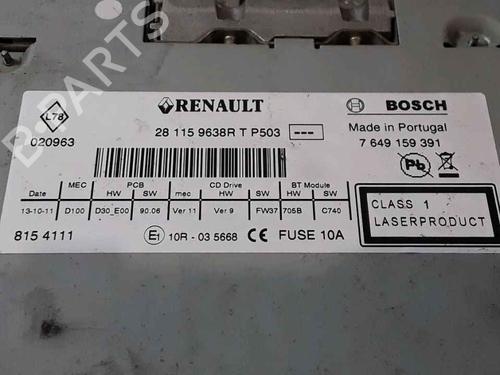 B-PARTS
L78
020963
RENAULT
28 115 9638R T P503 ---
BOSCH
Made in Portugal
7 649 159 391
Pb
MEC PCB CD Drive BT Module
Date HW SW mec HW SW HW SW
13-10-11 D100 D30_E00 90.06 Ver 11 Ver 9 FW37 705B C740
815 4111
E1 10R - 03 5668 CE FUSE 10A
CLASS 1
LASERPRODUCT